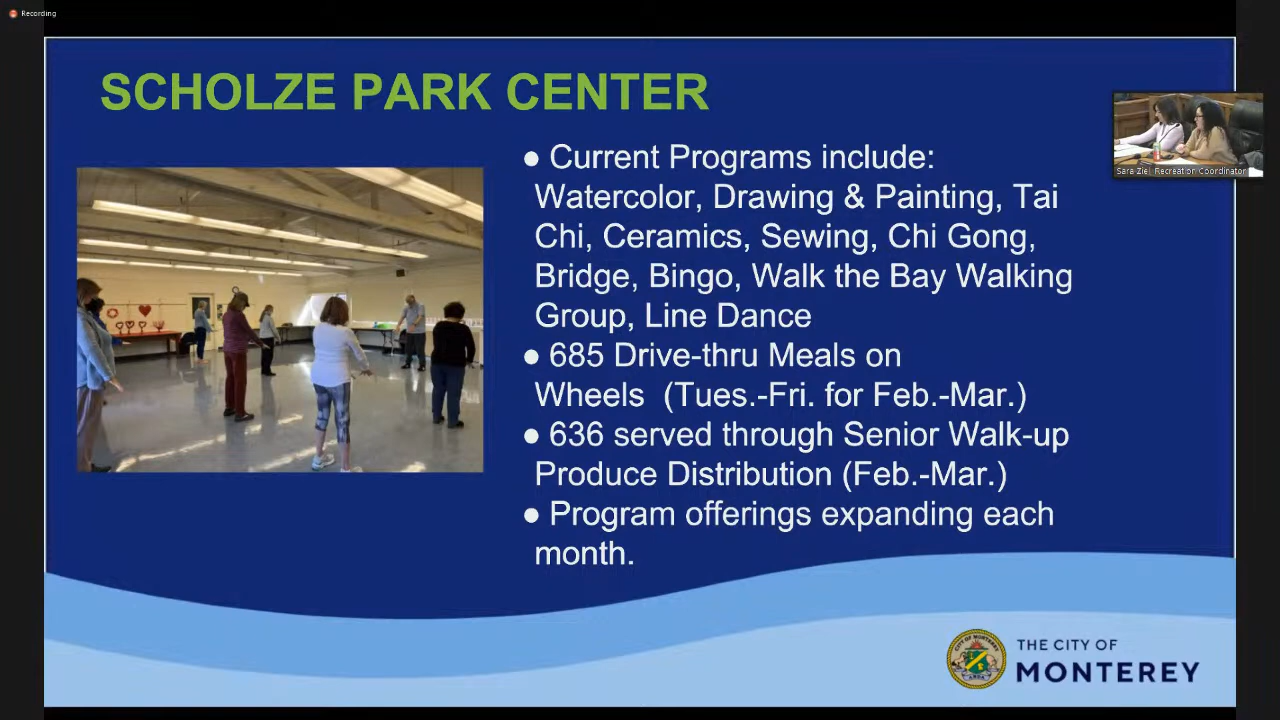 Recording
SCHOLZE PARK CENTER
● Current Programs include:
Watercolor, Drawing & Painting, Tai
Chi, Ceramics, Sewing, Chi Gong,
Bridge, Bingo, Walk the Bay Walking
Group, Line Dance
● 685 Drive-thru Meals on
Wheels (Tues.-Fri. for Feb.-Mar.)
● 636 served through Senior Walk-up
Produce Distribution (Feb.-Mar.)
● Program offerings expanding each
month.
Sara Ziel, Recreation Coordinator
CITY OF MONTEREY
THE CITY OF
MONTEREY